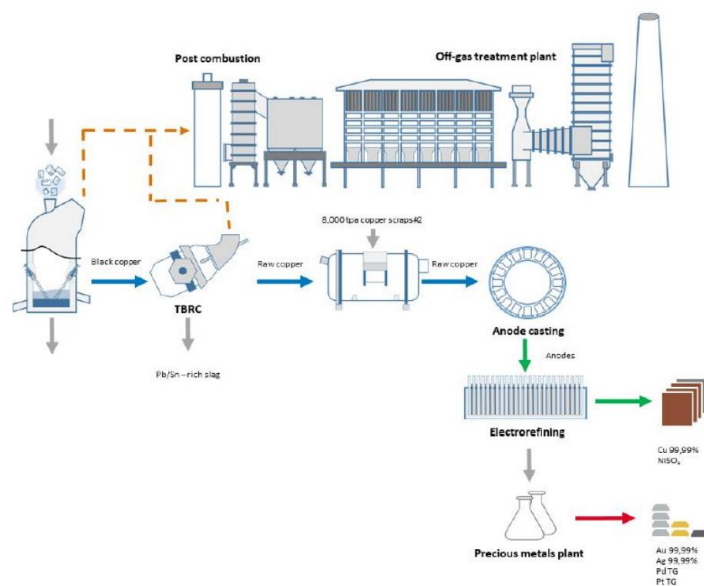 Post combustion
Off-gas treatment plant
8,000 tpa copper scraps#2
Black copper
Raw copper
Raw copper
TBRC
Anode casting
Pb/Sn – rich slag
Anodes
Electrorefining
Cu 99,99%
NiSO₄
Precious metals plant
Au 99,99%
Ag 99,99%
Pd TG
Pt TG